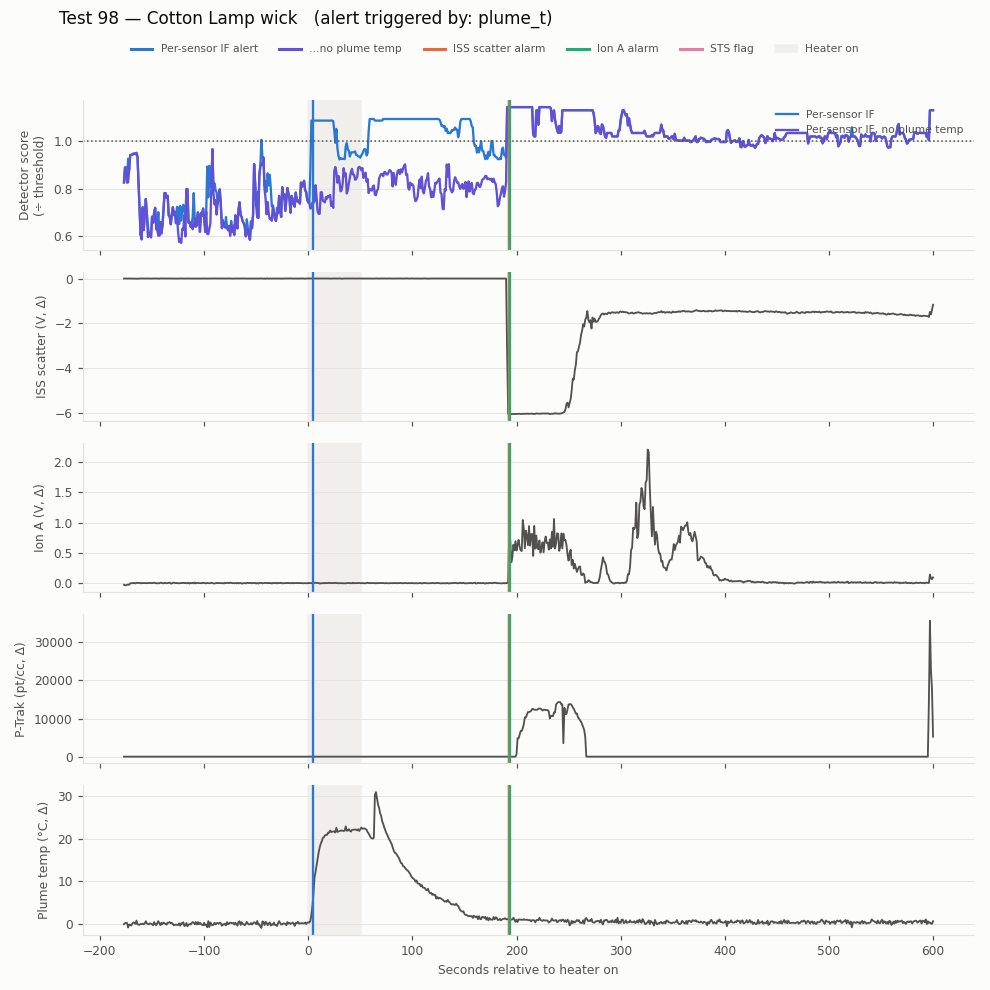 Test 98 — Cotton Lamp wick   (alert triggered by: plume_t)
Per-sensor IF alert   ...no plume temp   ISS scatter alarm   Ion A alarm   STS flag   Heater on
Detector score
(÷ threshold)
1.0
0.8
0.6
Per-sensor IF
Per-sensor IF, no plume temp
ISS scatter (V, Δ)
0
−2
−4
−6
Ion A (V, Δ)
2.0
1.5
1.0
0.5
0.0
P-Trak (pt/cc, Δ)
30000
20000
10000
0
Plume temp (°C, Δ)
30
20
10
0
−200   −100   0   100   200   300   400   500   600
Seconds relative to heater on